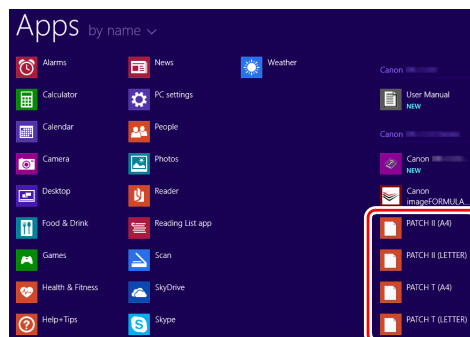 Apps by name
Alarms
Calculator
Calendar
Camera
Desktop
Food & Drink
Games
Health & Fitness
Help+Tips
News
PC settings
People
Photos
Reader
Reading List app
Scan
SkyDrive
Skype
Weather
Canon
User Manual
NEW
Canon
Canon
NEW
Canon
imageFORMULA...
PATCH II (A4)
PATCH II (LETTER)
PATCH T (A4)
PATCH T (LETTER)